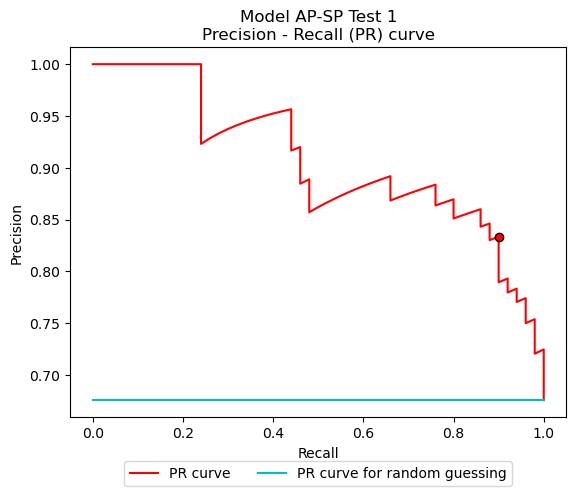 Model AP-SP Test 1
Precision - Recall (PR) curve
Precision
1.00
0.95
0.90
0.85
0.80
0.75
0.70
0.0 0.2 0.4 0.6 0.8 1.0
Recall
PR curve PR curve for random guessing